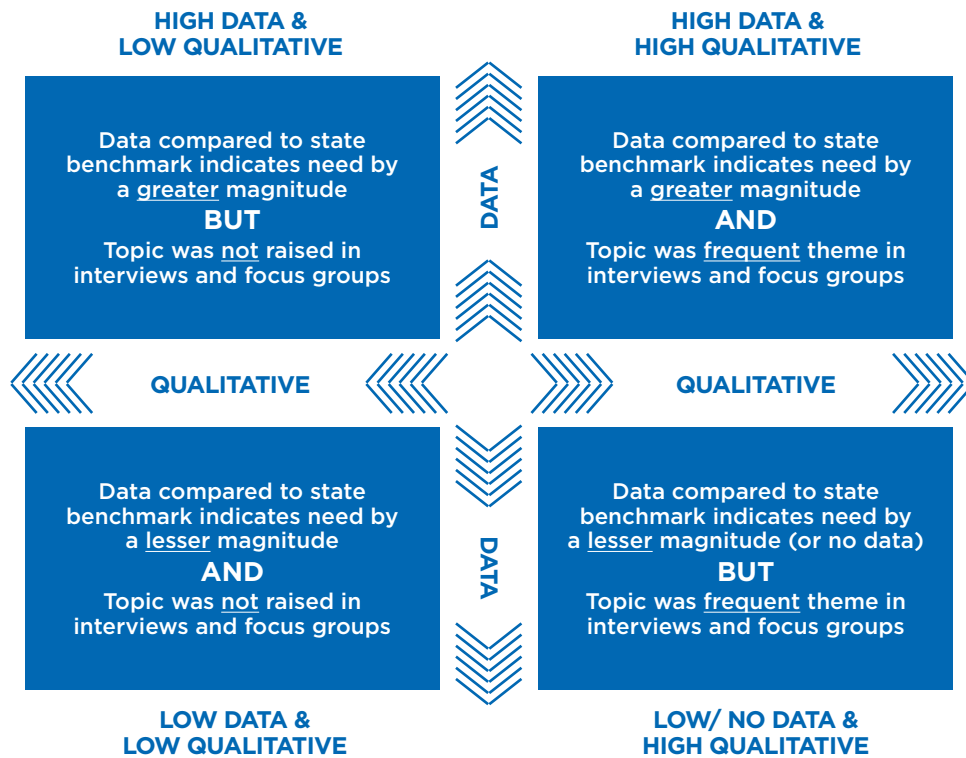 HIGH DATA &
LOW QUALITATIVE
HIGH DATA &
HIGH QUALITATIVE
Data compared to state
benchmark indicates need by
a greater magnitude
BUT
Topic was not raised in
interviews and focus groups
DATA
Data compared to state
benchmark indicates need by
a greater magnitude
AND
Topic was frequent theme in
interviews and focus groups
QUALITATIVE
QUALITATIVE
Data compared to state
benchmark indicates need by
a lesser magnitude
AND
Topic was not raised in
interviews and focus groups
DATA
Data compared to state
benchmark indicates need by
a lesser magnitude (or no data)
BUT
Topic was frequent theme in
interviews and focus groups
LOW DATA &
LOW QUALITATIVE
LOW/ NO DATA &
HIGH QUALITATIVE